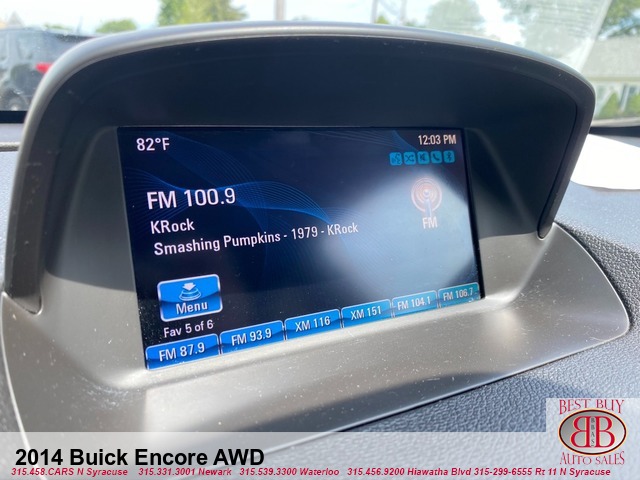 82°F
12:03 PM
FM 100.9
KRock
Smashing Pumpkins - 1979 - KRock
FM
Menu
Fav 5 of 6
FM 87.9 FM 93.9 XM 116 XM 151 FM 104.1 FM 106.7
BEST BUY
BB
AUTO SALES
2014 Buick Encore AWD
315.458.CARS N Syracuse 315.331.3001 Newark 315.539.3300 Waterloo 315.456.9200 Hiawatha Blvd 315-299-6555 Rt 11 N Syracuse